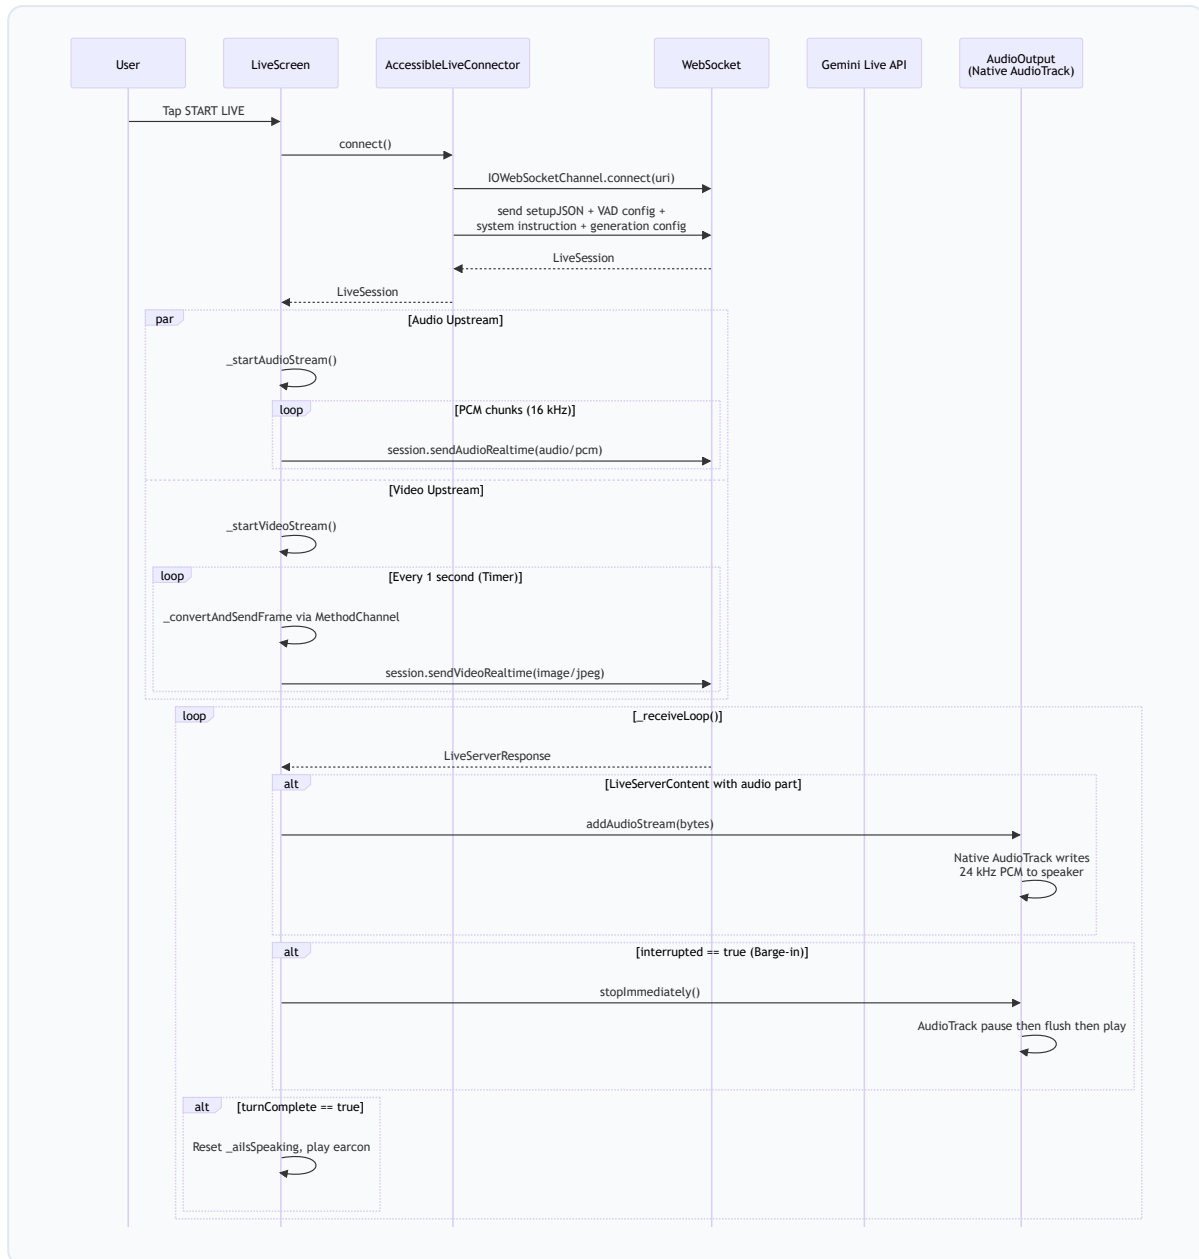 User
LiveScreen
AccessibleLiveConnector
WebSocket
Gemini Live API
AudioOutput
(Native AudioTrack)
Tap START LIVE
connect()
IOWebSocketChannel.connect(uri)
send setupJSON + VAD config +
system instruction + generation config
LiveSession
LiveSession
par
[Audio Upstream]
_startAudioStream()
loop
[PCM chunks (16 kHz)]
session.sendAudioRealtime(audio/pcm)
[Video Upstream]
_startVideoStream()
loop
[Every 1 second (Timer)]
_convertAndSendFrame via MethodChannel
session.sendVideoRealtime(image/jpeg)
loop
[_receiveLoop()]
LiveServerResponse
alt
[LiveServerContent with audio part]
addAudioStream(bytes)
Native AudioTrack writes
24 kHz PCM to speaker
alt
[interrupted == true (Barge-in)]
stopImmediately()
AudioTrack pause then flush then play
alt
[turnComplete == true]
Reset _aiIsSpeaking, play earcon